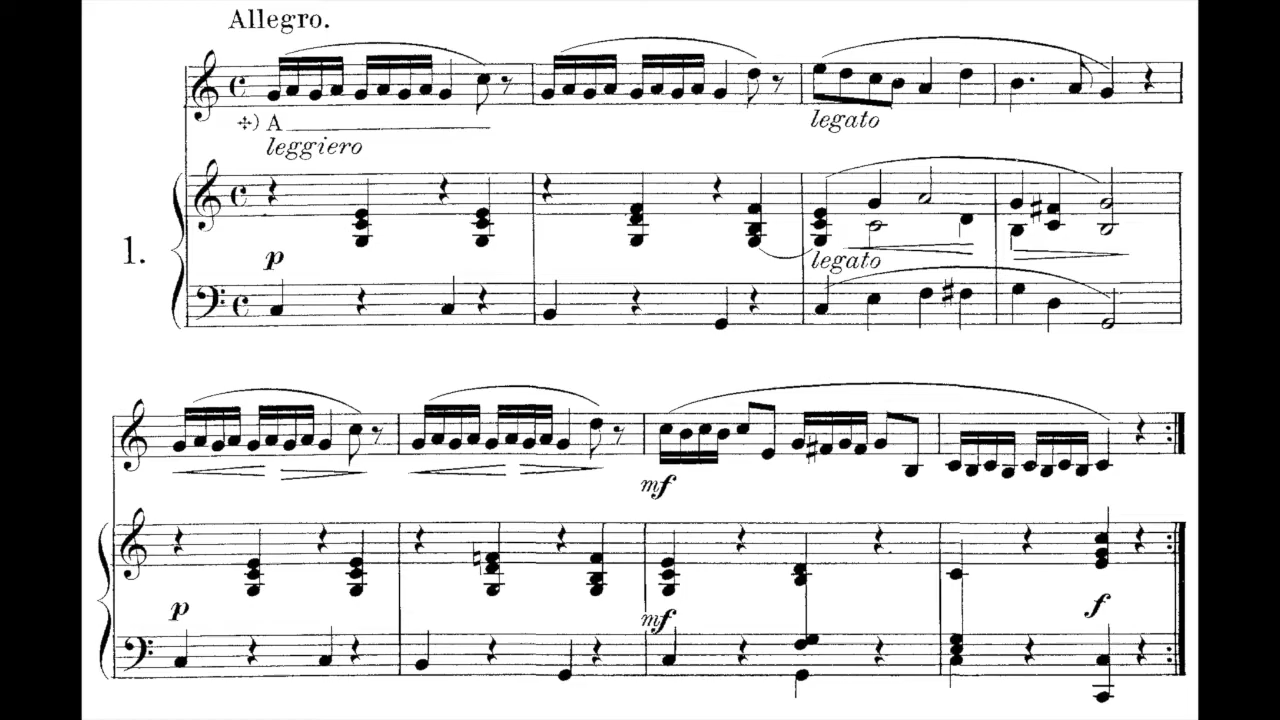 Allegro.
✢) A
leggiero
legato
1.
p
legato
mf
p
mf
f